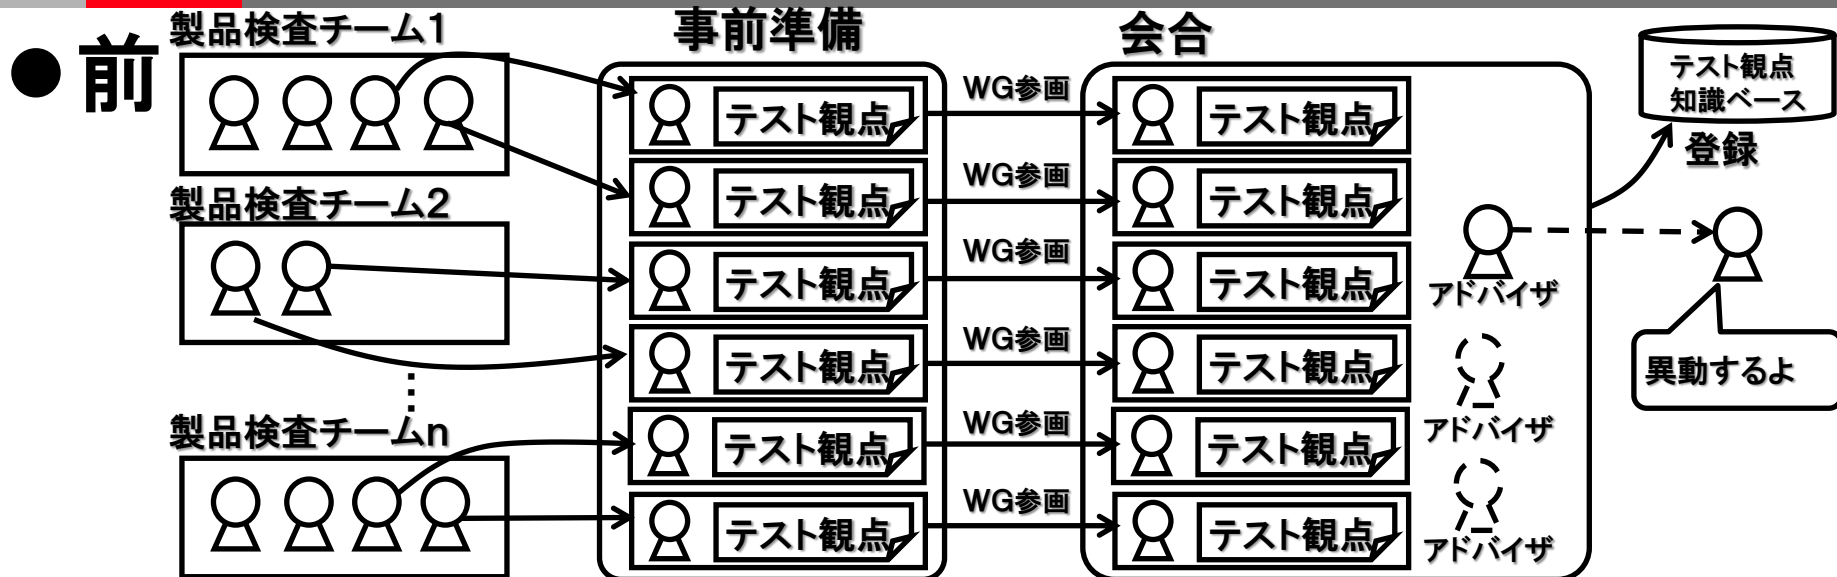 ●前
製品検査チーム1
事前準備
会合
テスト観点
知識ベース
登録
WG参画
テスト観点
テスト観点
WG参画
テスト観点
テスト観点
製品検査チーム2
WG参画
テスト観点
テスト観点
アドバイザ
WG参画
テスト観点
テスト観点
異動するよ
アドバイザ
製品検査チームn
WG参画
テスト観点
テスト観点
WG参画
テスト観点
テスト観点
アドバイザ